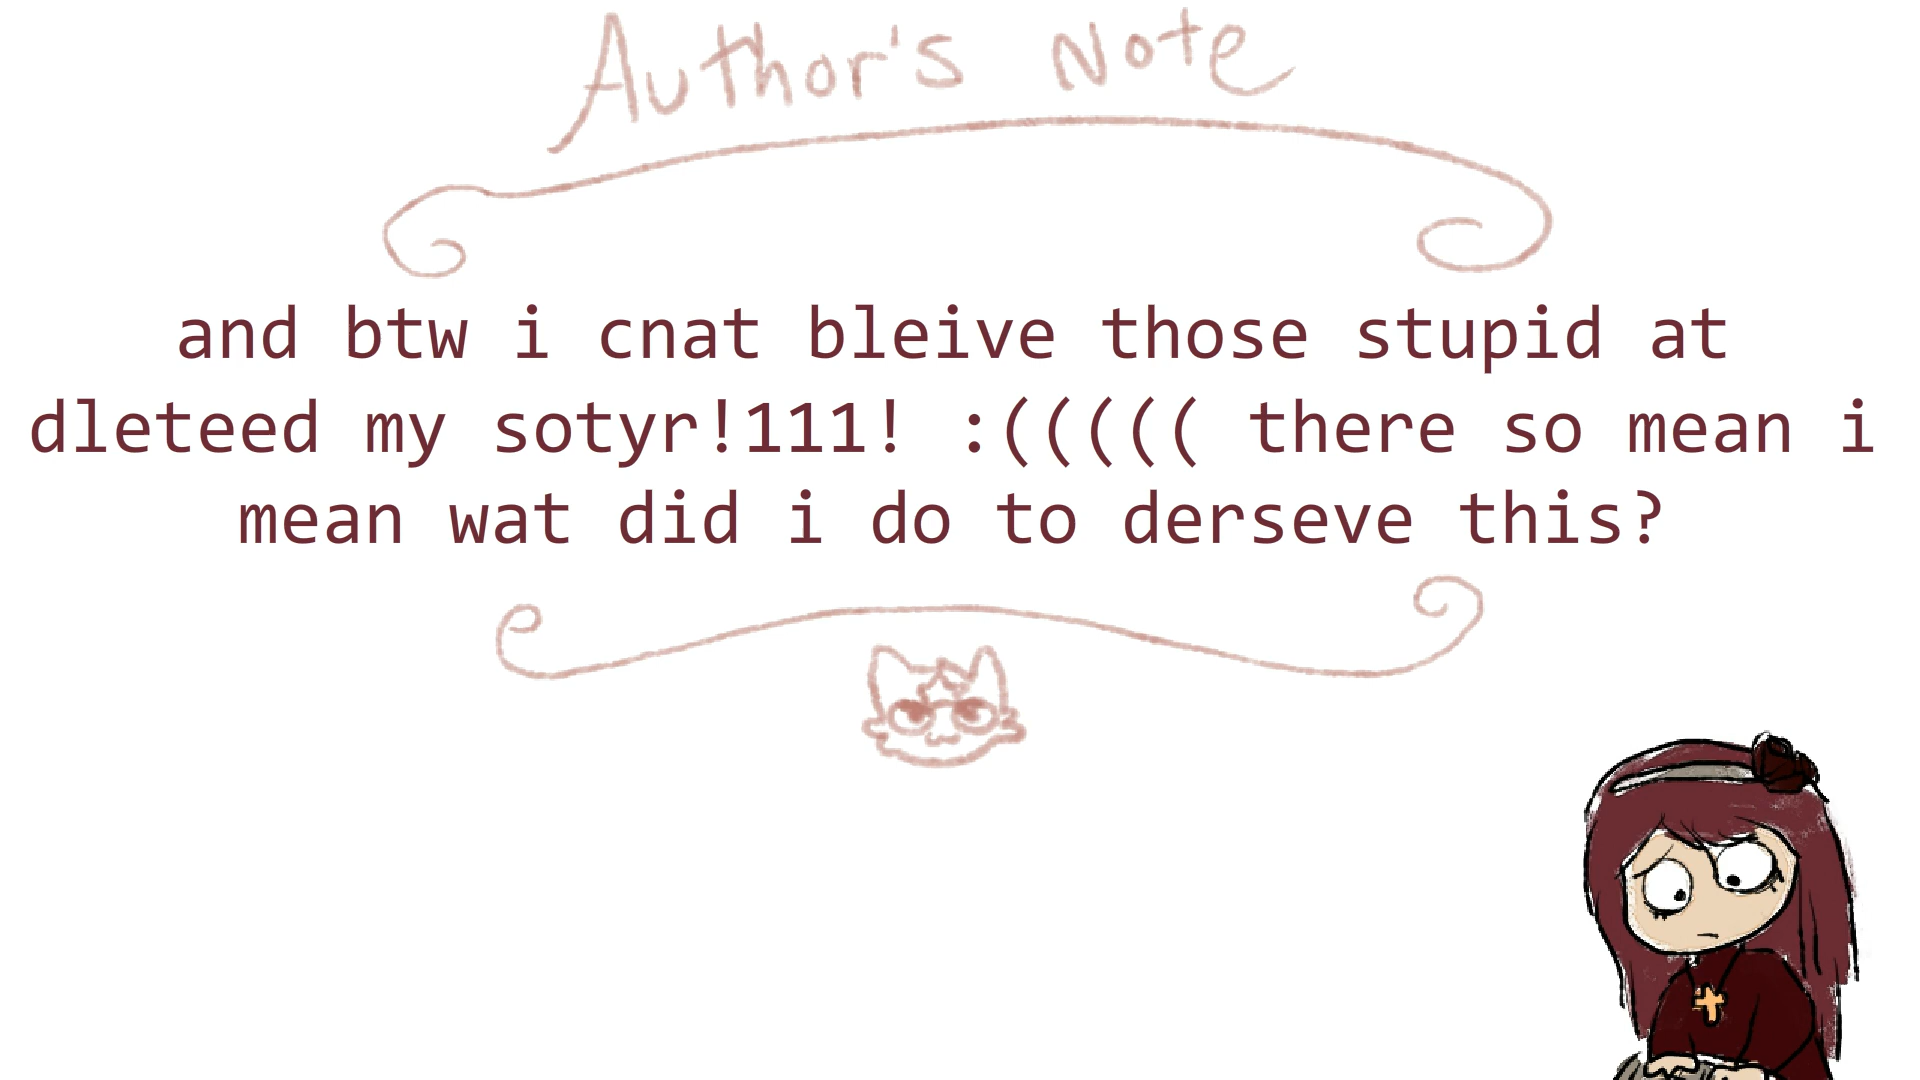 Author's Note
and btw i cnat bleive those stupid at
dleteed my sotyr!111! :((((( there so mean i
mean wat did i do to derseve this?